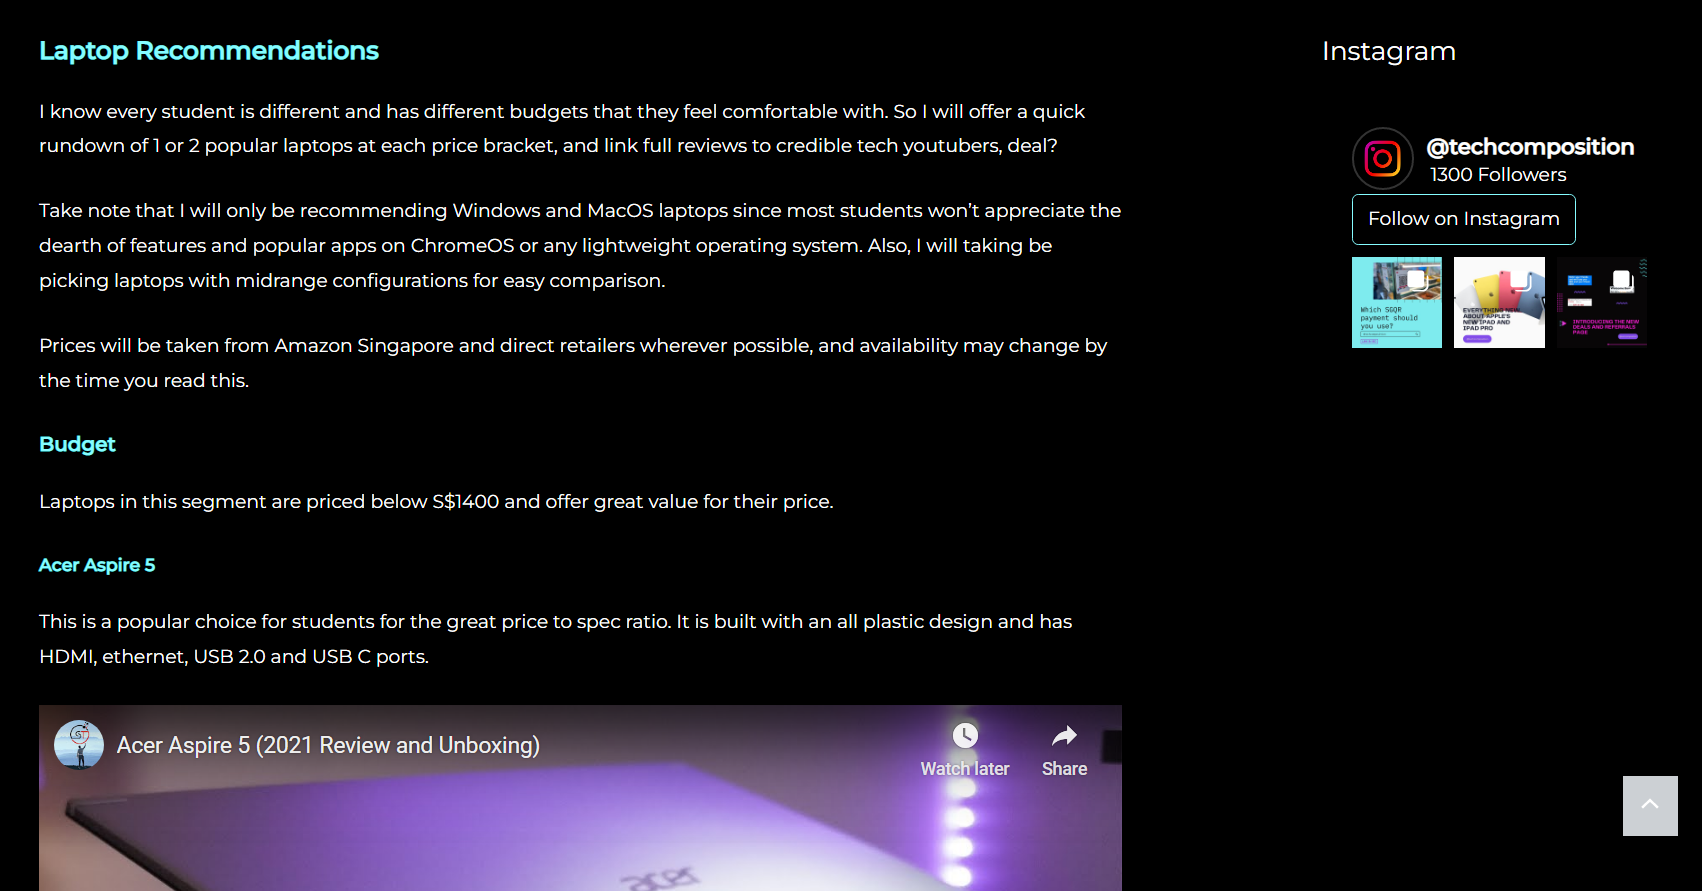 Laptop Recommendations
I know every student is different and has different budgets that they feel comfortable with. So I will offer a quick
rundown of 1 or 2 popular laptops at each price bracket, and link full reviews to credible tech youtubers, deal?
Take note that I will only be recommending Windows and MacOS laptops since most students won’t appreciate the
dearth of features and popular apps on ChromeOS or any lightweight operating system. Also, I will taking be
picking laptops with midrange configurations for easy comparison.
Prices will be taken from Amazon Singapore and direct retailers wherever possible, and availability may change by
the time you read this.
Budget
Laptops in this segment are priced below S$1400 and offer great value for their price.
Acer Aspire 5
This is a popular choice for students for the great price to spec ratio. It is built with an all plastic design and has
HDMI, ethernet, USB 2.0 and USB C ports.
ST
Acer Aspire 5 (2021 Review and Unboxing)
Watch later
Share
acer
Instagram
@techcomposition
1300 Followers
Follow on Instagram
Which SGQR
payment should
you use?
EVERYTHING NEW
ABOUT APPLE'S
NEW IPAD AND
IPAD PRO
INTRODUCING THE NEW
DEALS AND REFERRALS
PAGE